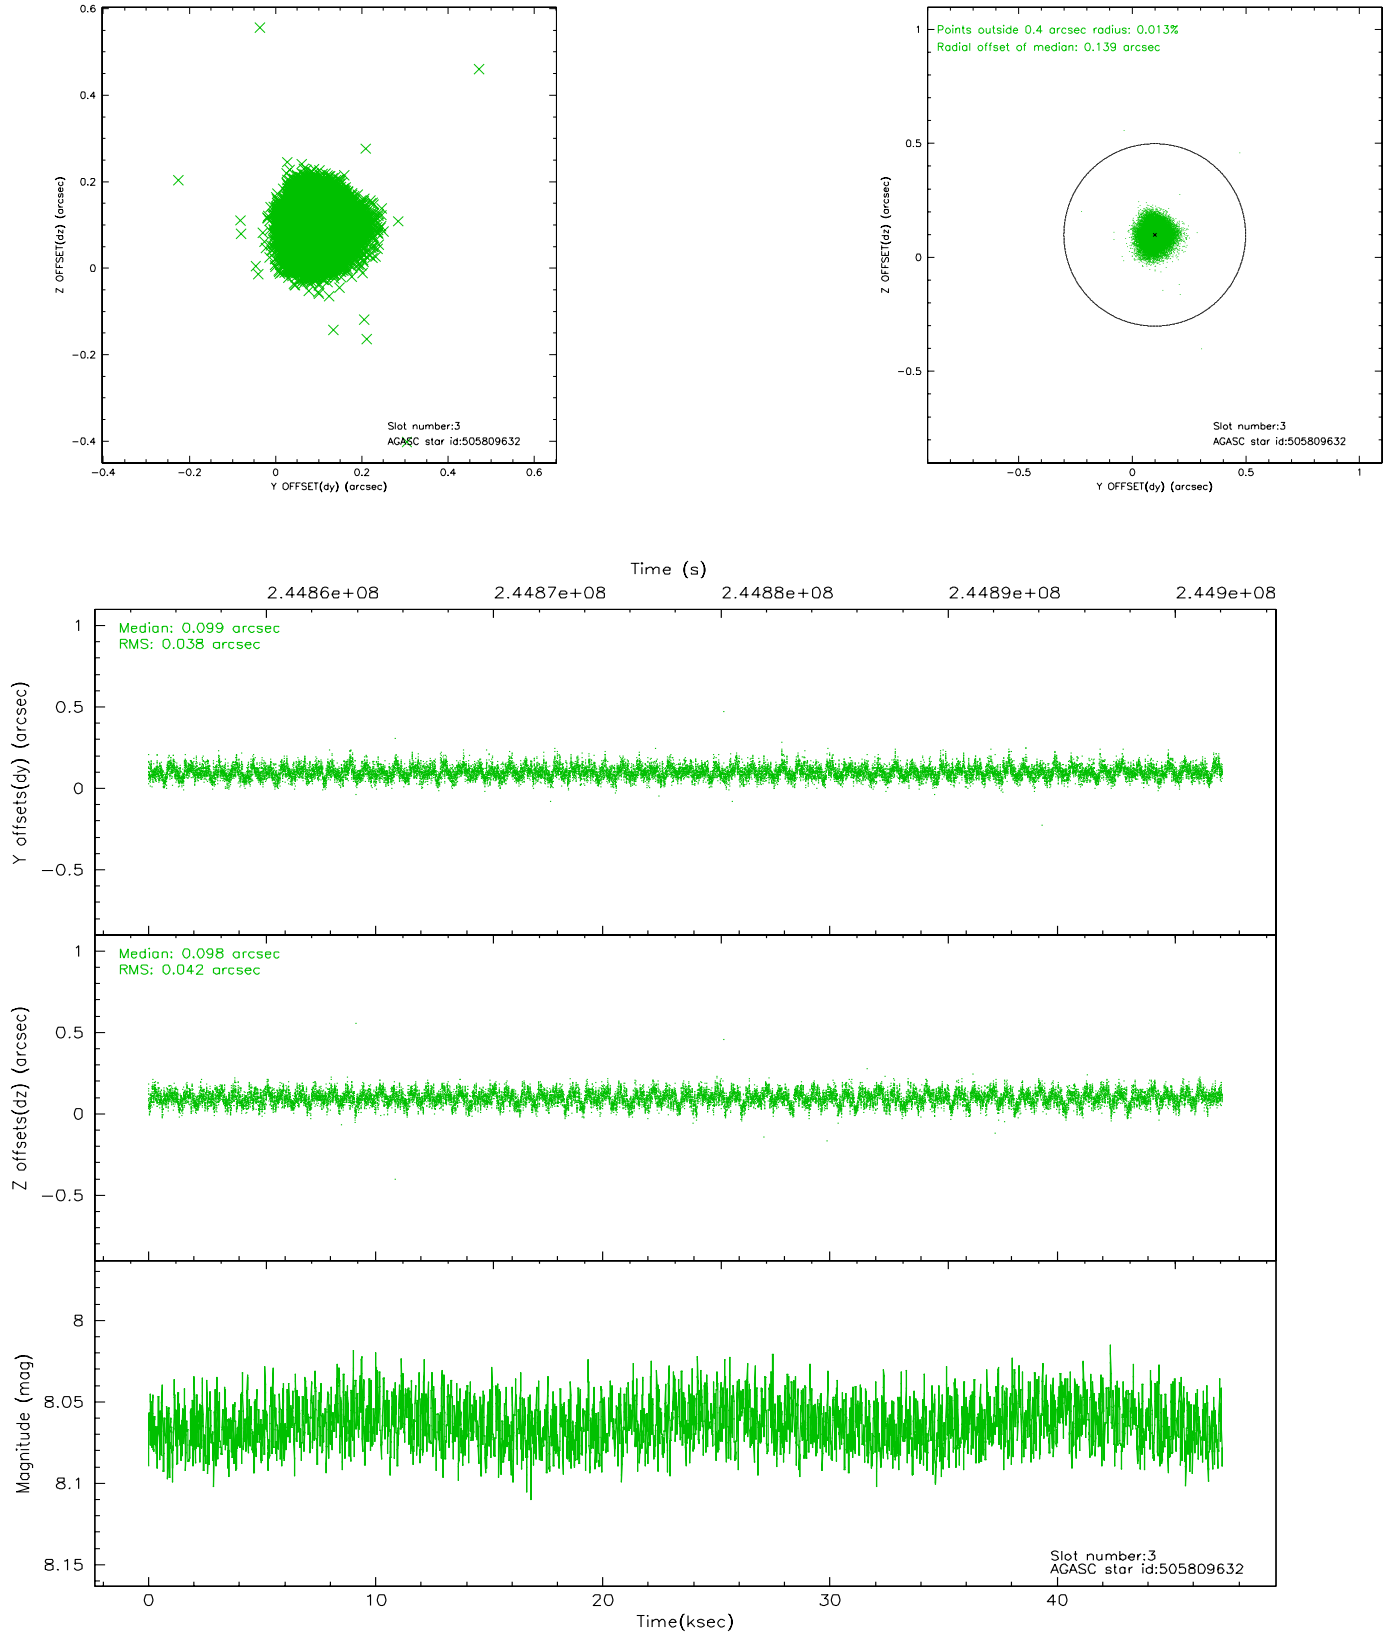 0.6
0.4
0.2
0
−0.2
−0.4
−0.4
−0.2
0
0.2
0.4
0.6
Z OFFSET(dz) (arcsec)
Y OFFSET(dy) (arcsec)
Slot number:3
AGASC star id:505809632
Points outside 0.4 arcsec radius: 0.013%
Radial offset of median: 0.139 arcsec
1
0.5
0
−0.5
−0.5
0
0.5
1
Z OFFSET(dz) (arcsec)
Y OFFSET(dy) (arcsec)
Slot number:3
AGASC star id:505809632
Time (s)
2.4486e+08
2.4487e+08
2.4488e+08
2.4489e+08
2.449e+08
Median: 0.099 arcsec
RMS: 0.038 arcsec
1
0.5
0
−0.5
Y offsets(dy) (arcsec)
Median: 0.098 arcsec
RMS: 0.042 arcsec
1
0.5
0
−0.5
Z offsets(dz) (arcsec)
8
8.05
8.1
8.15
Magnitude (mag)
Slot number:3
AGASC star id:505809632
0
10
20
30
40
Time(ksec)